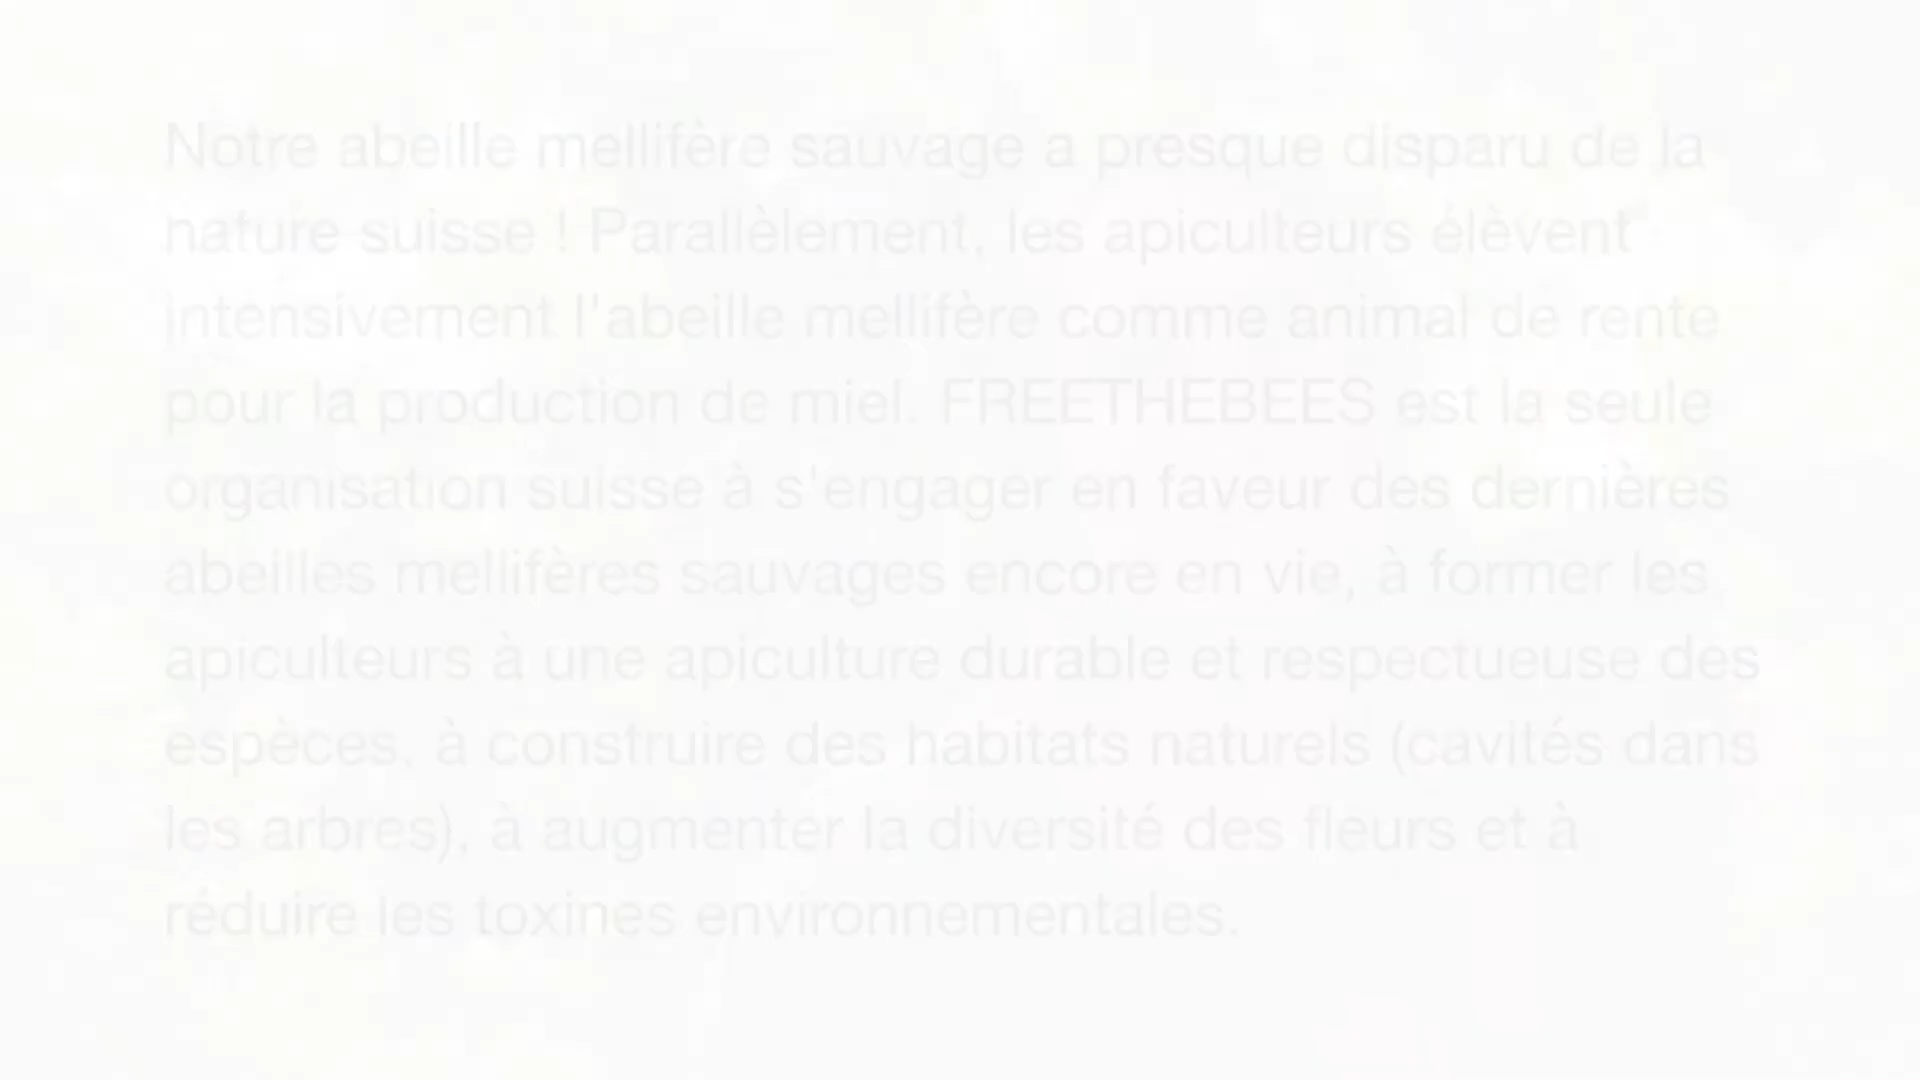 Notre abeille mellifère sauvage a presque disparu de la
nature suisse ! Parallèlement, les apiculteurs élèvent
intensivement l'abeille mellifère comme animal de rente
pour la production de miel. FREETHEBEES est la seule
organisation suisse à s'engager en faveur des dernières
abeilles mellifères sauvages encore en vie, à former les
apiculteurs à une apiculture durable et respectueuse des
espèces, à construire des habitats naturels (cavités dans
les arbres), à augmenter la diversité des fleurs et à
réduire les toxines environnementales.